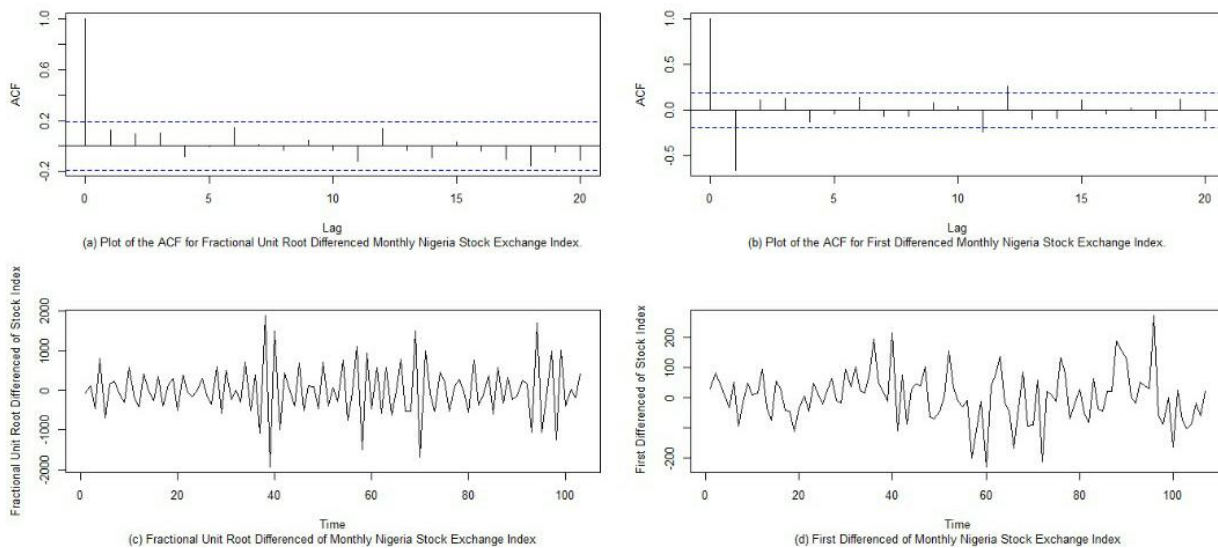 ACF
1.0
0.6
0.2
-0.2
0 5 10 15 20
Lag
(a) Plot of the ACF for Fractional Unit Root Differenced Monthly Nigeria Stock Exchange Index.
ACF
1.0
0.5
0.0
-0.5
0 5 10 15 20
Lag
(b) Plot of the ACF for First Differenced Monthly Nigeria Stock Exchange Index.
Fractional Unit Root Differenced of Stock Index
2000
1000
0
-1000
-2000
0 20 40 60 80 100
Time
(c) Fractional Unit Root Differenced of Monthly Nigeria Stock Exchange Index
First Differenced of Stock Index
200
100
0
-200
0 20 40 60 80 100
Time
(d) First Differenced of Monthly Nigeria Stock Exchange Index